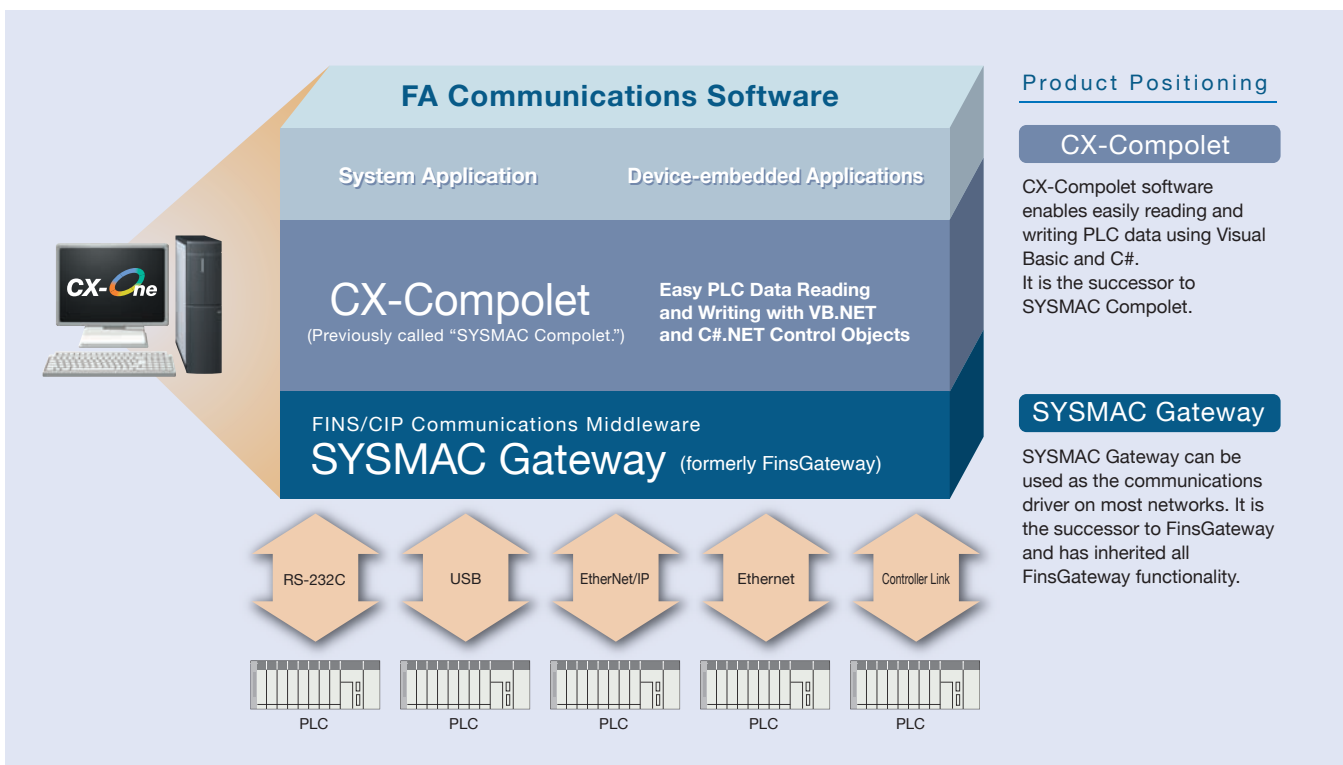 FA Communications Software
System Application
Device-embedded Applications
CX-One
CX-Compolet
(Previously called “SYSMAC Compolet.”)
Easy PLC Data Reading
and Writing with VB.NET
and C#.NET Control Objects
FINS/CIP Communications Middleware
SYSMAC Gateway (formerly FinsGateway)
RS-232C
USB
EtherNet/IP
Ethernet
Controller Link
PLC
PLC
PLC
PLC
PLC
Product Positioning
CX-Compolet
CX-Compolet software
enables easily reading and
writing PLC data using Visual
Basic and C#.
It is the successor to
SYSMAC Compolet.
SYSMAC Gateway
SYSMAC Gateway can be
used as the communications
driver on most networks. It is
the successor to FinsGateway
and has inherited all
FinsGateway functionality.